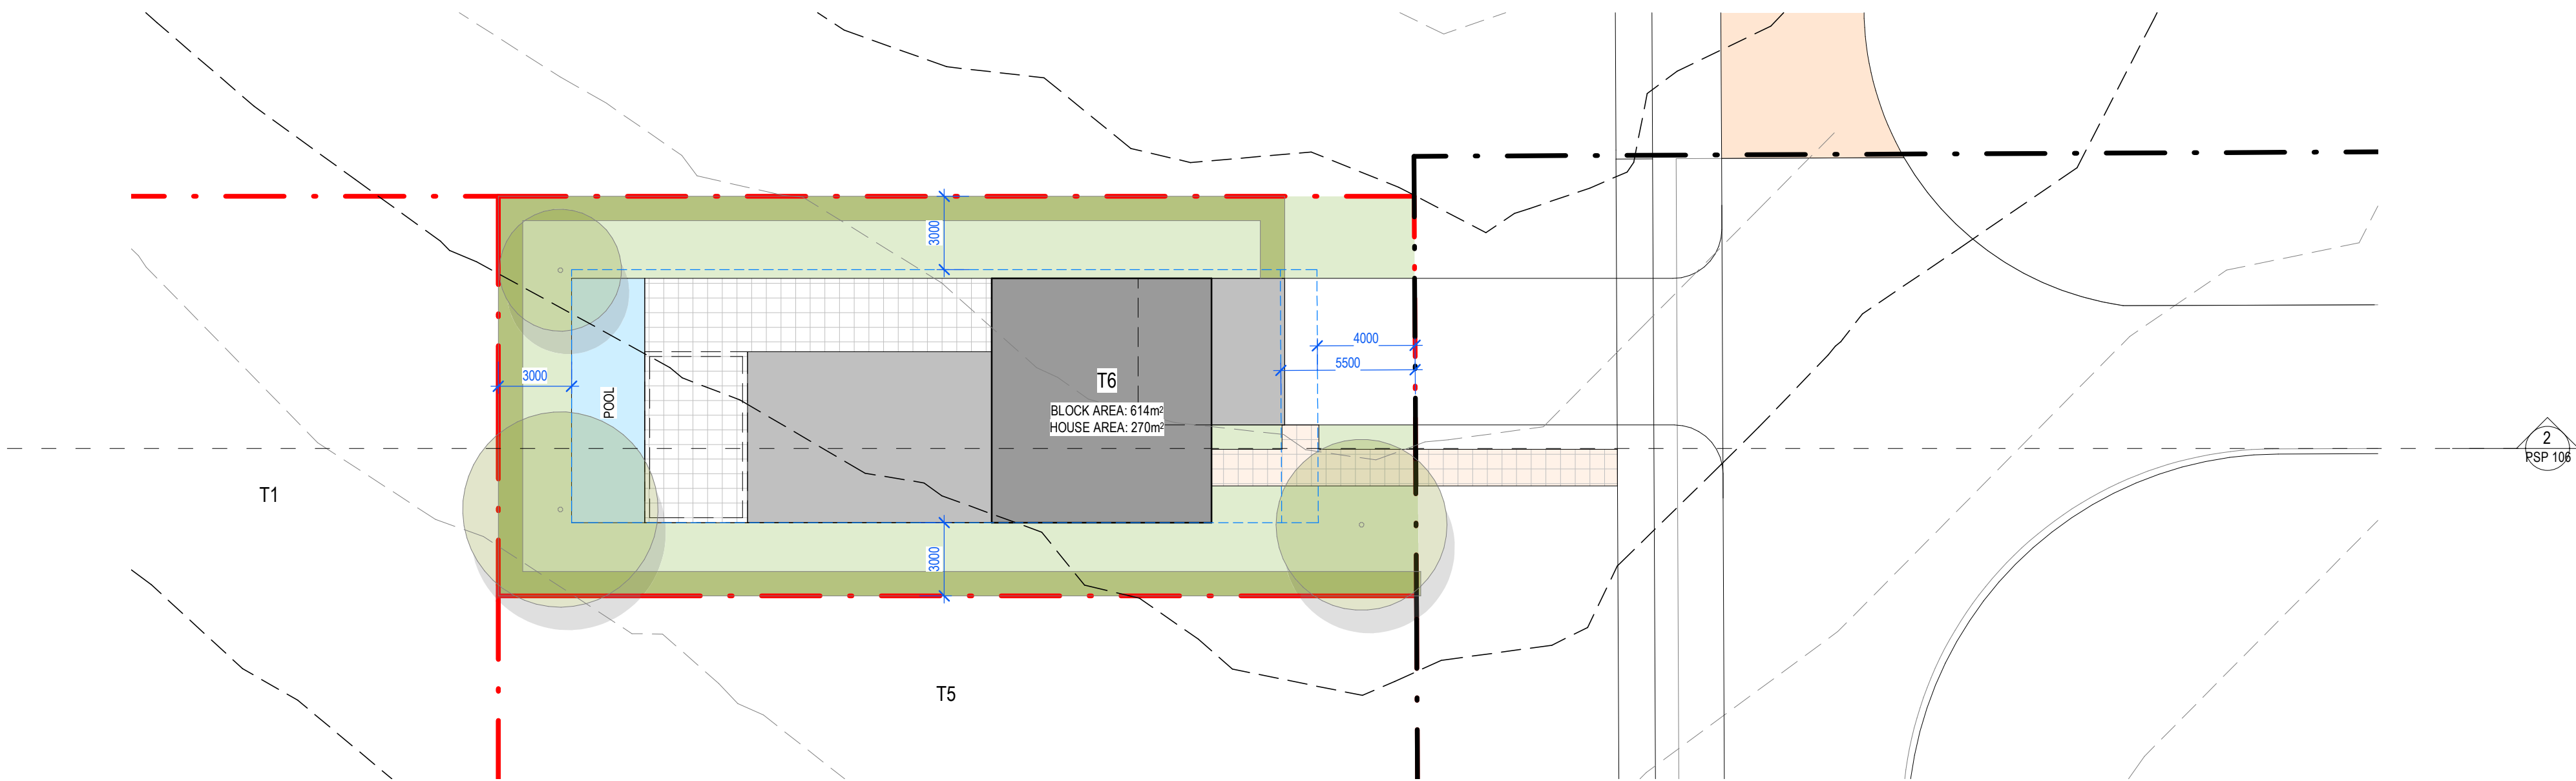 3000
4000
5500
3000
POOL
T6
BLOCK AREA: 614m²
HOUSE AREA: 270m²
2
PSP 106
T1
3000
T5